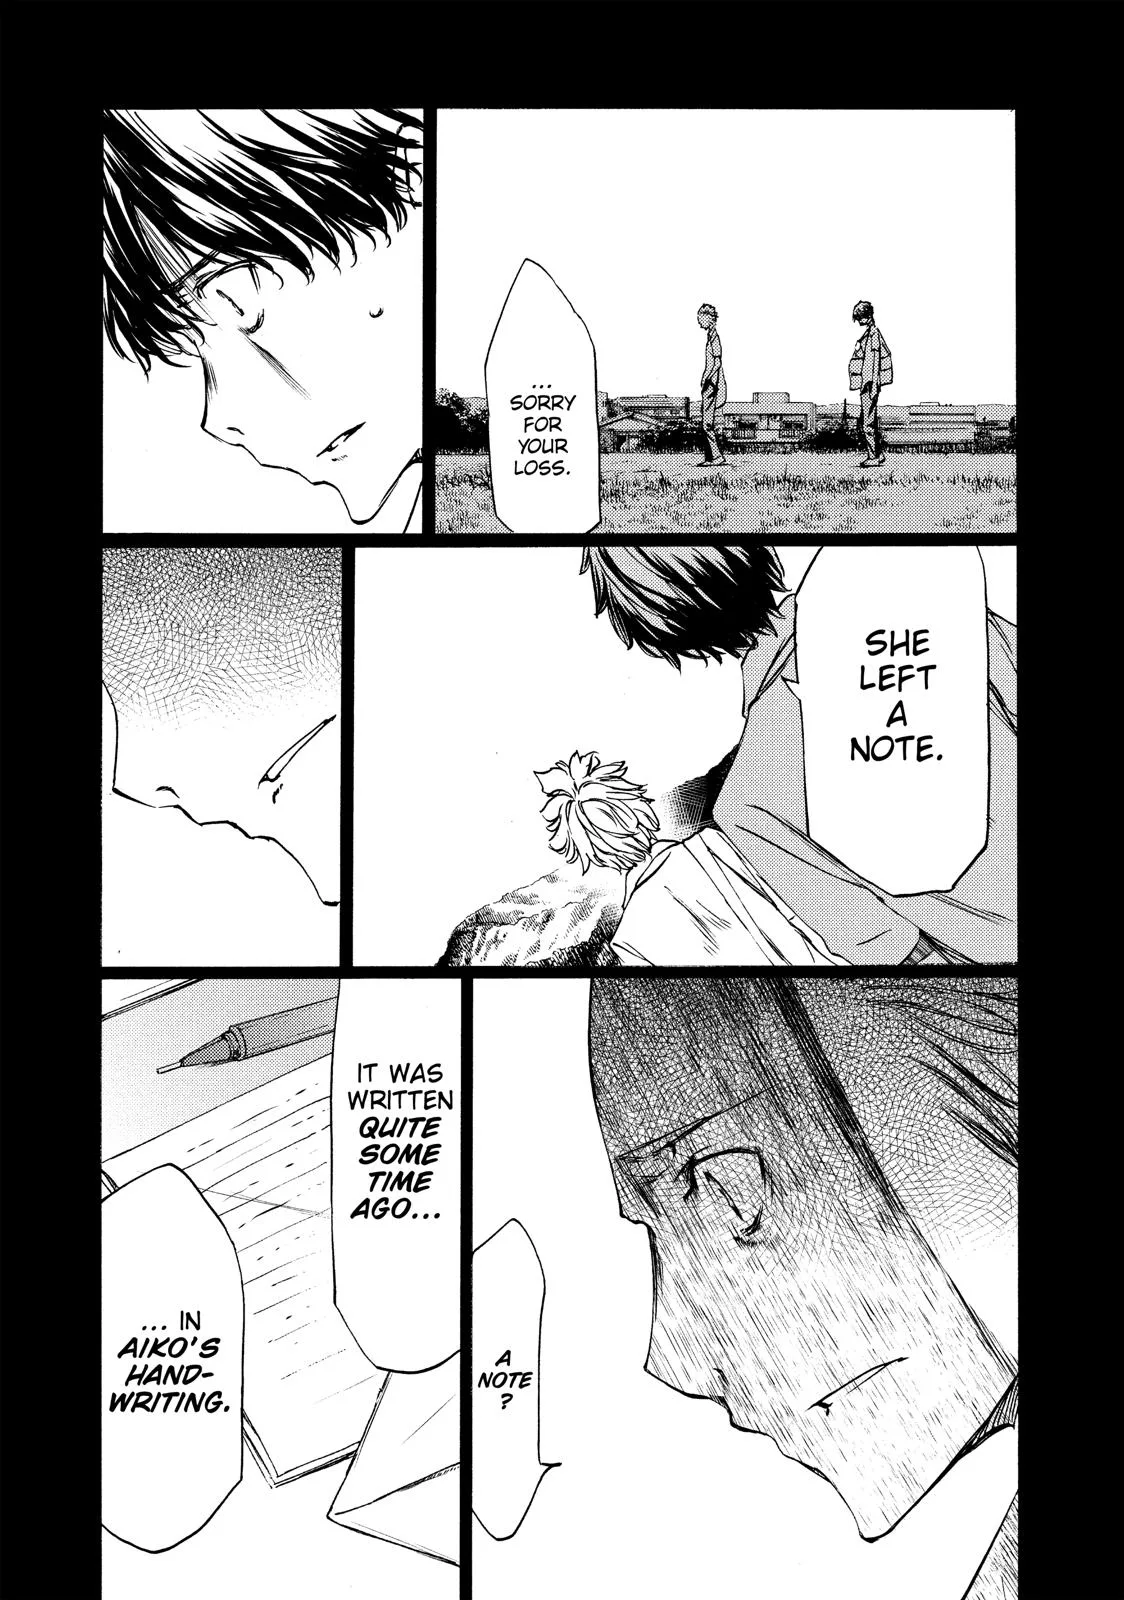 ...
SORRY
FOR
YOUR
LOSS.
SHE
LEFT
A
NOTE.
A
NOTE
?
IT WAS
WRITTEN
QUITE
SOME
TIME
AGO...
... IN
AIKO'S
HAND-
WRITING.